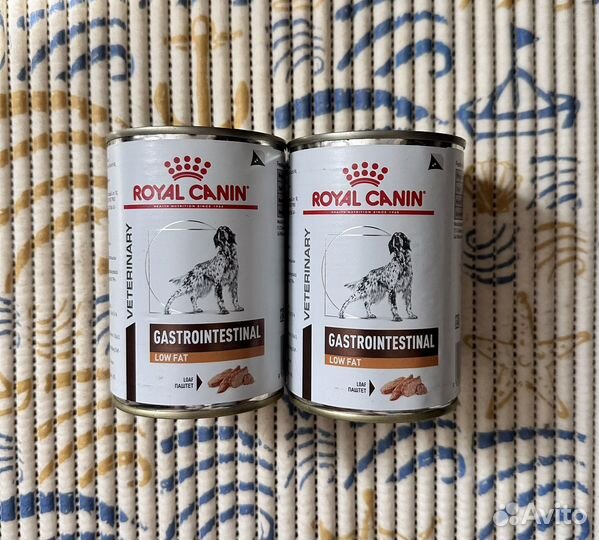 ROYAL CANIN
HEALTH NUTRITION SINCE 1968
VETERINARY
GASTROINTESTINAL
LOW FAT
LOAF
ПАШТЕТ
ROYAL CANIN
HEALTH NUTRITION SINCE 1968
VETERINARY
GASTROINTESTINAL
LOW FAT
LOAF
ПАШТЕТ
Avito